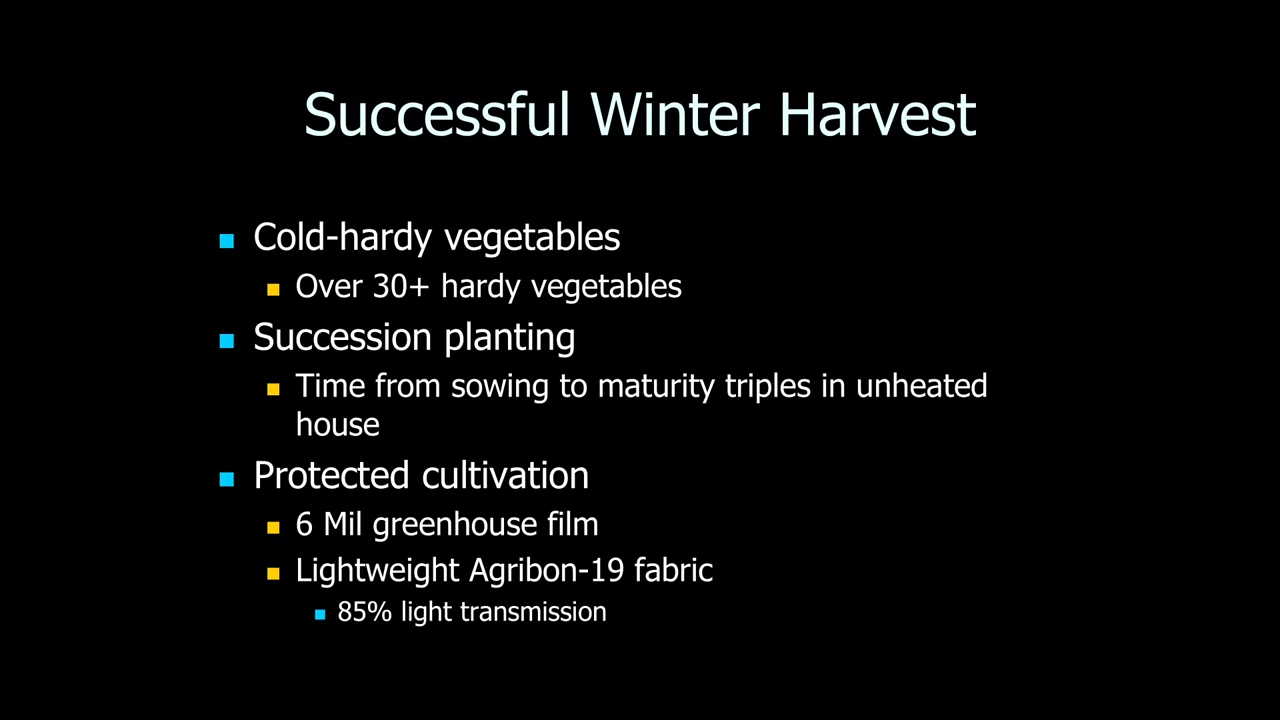 Successful Winter Harvest
Cold-hardy vegetables
Over 30+ hardy vegetables
Succession planting
Time from sowing to maturity triples in unheated
house
Protected cultivation
6 Mil greenhouse film
Lightweight Agribon-19 fabric
85% light transmission